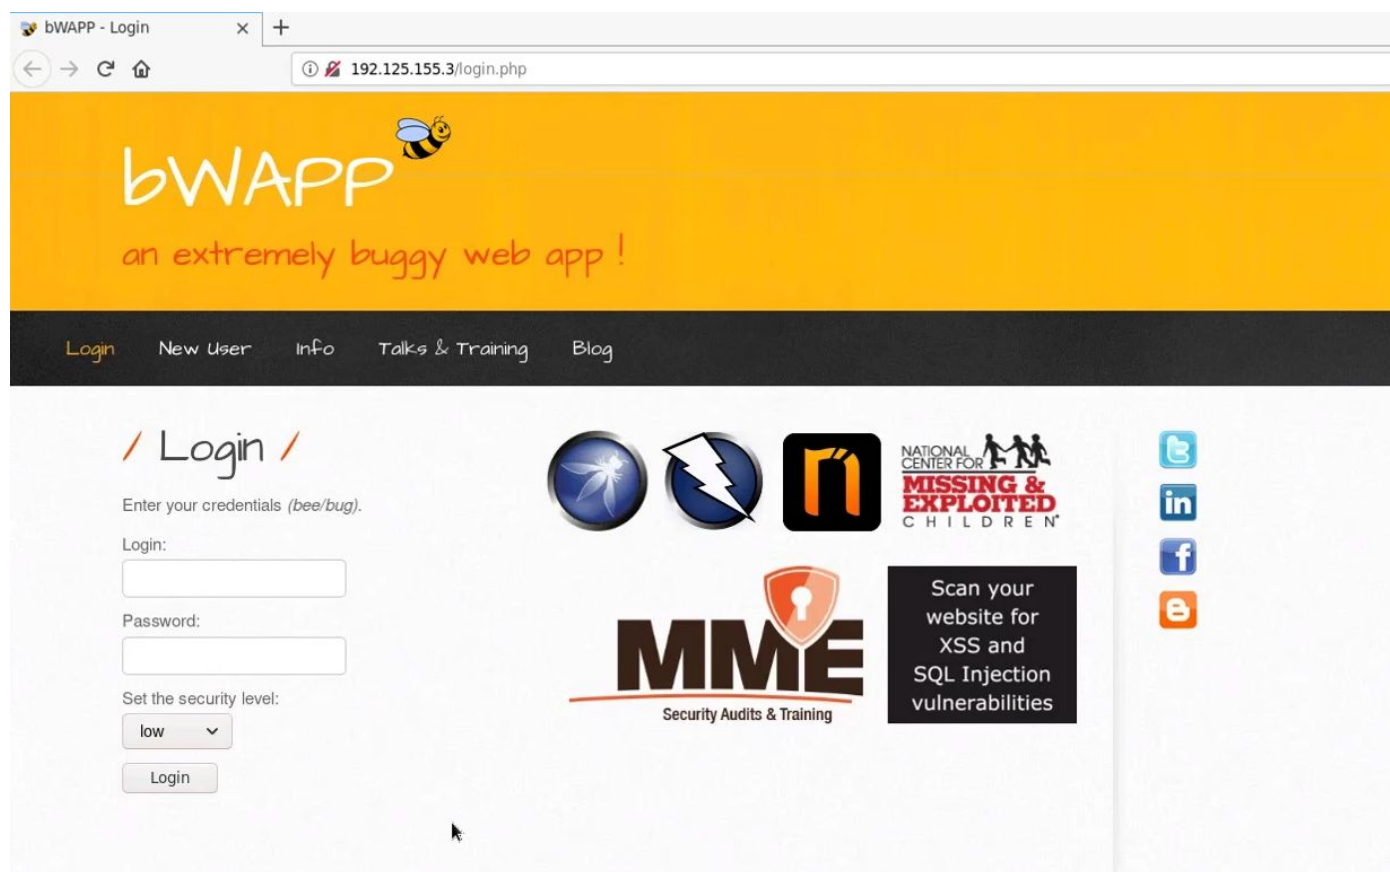 bWAPP - Login
192.125.155.3/login.php
bWAPP
an extremely buggy web app !
Login New User Info Talks & Training Blog
/ Login /
Enter your credentials (bee/bug).
Login:
Password:
Set the security level:
low
Login
n
NATIONAL
CENTER FOR
MISSING &
EXPLOITED
CHILDREN
MME
Security Audits & Training
Scan your
website for
XSS and
SQL Injection
vulnerabilities
in
f